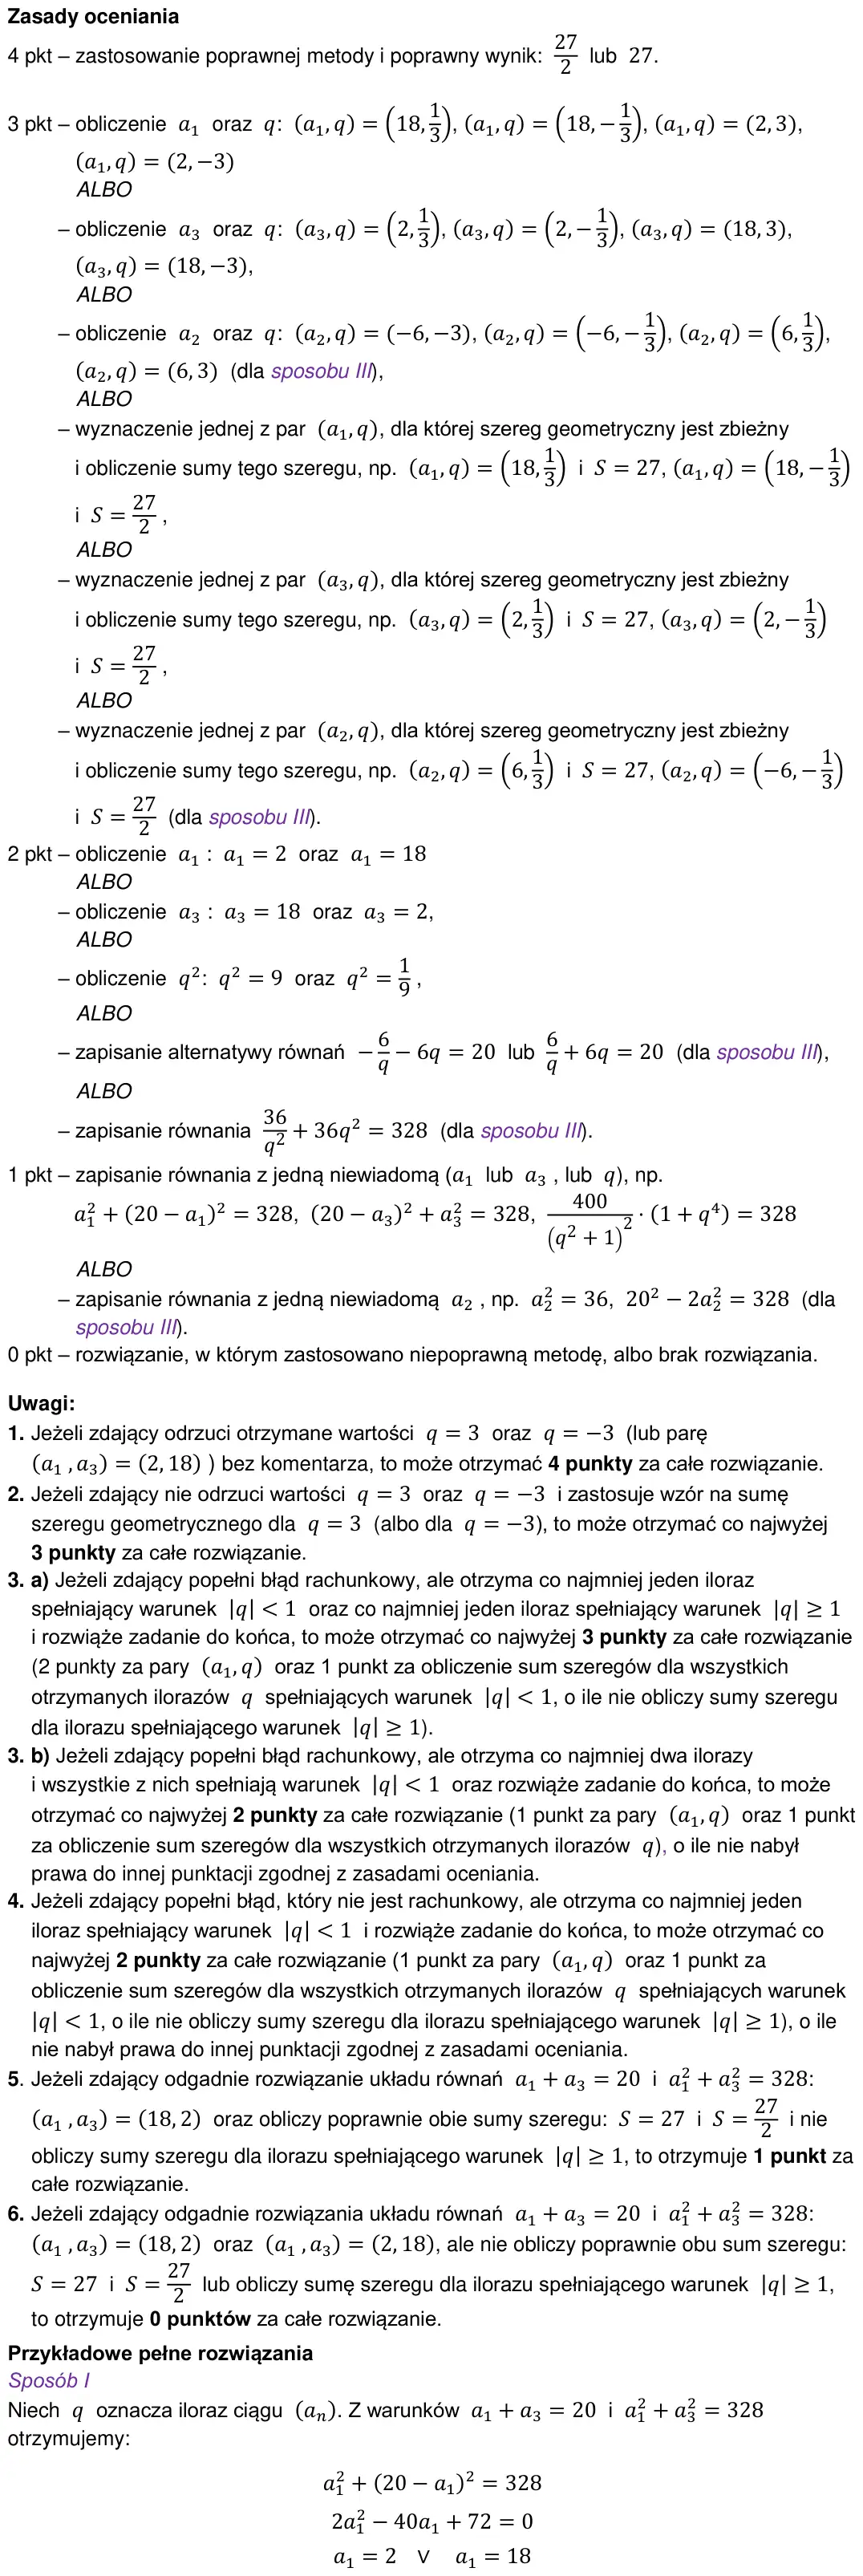 Zasady oceniania
4 pkt – zastosowanie poprawnej metody i poprawny wynik: 27/2 lub 27.
3 pkt – obliczenie a₁ oraz q: (a₁, q) = (18, 1/3), (a₁, q) = (18, −1/3), (a₁, q) = (2, 3),
(a₁, q) = (2, −3)
ALBO
– obliczenie a₃ oraz q: (a₃, q) = (2, 1/3), (a₃, q) = (2, −1/3), (a₃, q) = (18, 3),
(a₃, q) = (18, −3),
ALBO
– obliczenie a₂ oraz q: (a₂, q) = (−6, −3), (a₂, q) = (−6, −1/3), (a₂, q) = (6, 1/3),
(a₂, q) = (6, 3) (dla sposobu III),
ALBO
– wyznaczenie jednej z par (a₁, q), dla której szereg geometryczny jest zbieżny
i obliczenie sumy tego szeregu, np. (a₁, q) = (18, 1/3) i S = 27, (a₁, q) = (18, −1/3)
i S = 27/2 ,
ALBO
– wyznaczenie jednej z par (a₃, q), dla której szereg geometryczny jest zbieżny
i obliczenie sumy tego szeregu, np. (a₃, q) = (2, 1/3) i S = 27, (a₃, q) = (2, −1/3)
i S = 27/2 ,
ALBO
– wyznaczenie jednej z par (a₂, q), dla której szereg geometryczny jest zbieżny
i obliczenie sumy tego szeregu, np. (a₂, q) = (6, 1/3) i S = 27, (a₂, q) = (−6, −1/3)
i S = 27/2 (dla sposobu III).
2 pkt – obliczenie a₁ : a₁ = 2 oraz a₁ = 18
ALBO
– obliczenie a₃ : a₃ = 18 oraz a₃ = 2,
ALBO
– obliczenie q²: q² = 9 oraz q² = 1/9 ,
ALBO
– zapisanie alternatywy równań −6/q − 6q = 20 lub 6/q + 6q = 20 (dla sposobu III),
ALBO
– zapisanie równania 36/q² + 36q² = 328 (dla sposobu III).
1 pkt – zapisanie równania z jedną niewiadomą (a₁ lub a₃ , lub q), np.
a₁² + (20 − a₁)² = 328, (20 − a₃)² + a₃² = 328, 400/(q² + 1)² · (1 + q⁴) = 328
ALBO
– zapisanie równania z jedną niewiadomą a₂ , np. a₂² = 36, 20² − 2a₂² = 328 (dla
sposobu III).
0 pkt – rozwiązanie, w którym zastosowano niepoprawną metodę, albo brak rozwiązania.
Uwagi:
1. Jeżeli zdający odrzuci otrzymane wartości q = 3 oraz q = −3 (lub parę
(a₁ , a₃) = (2, 18) ) bez komentarza, to może otrzymać 4 punkty za całe rozwiązanie.
2. Jeżeli zdający nie odrzuci wartości q = 3 oraz q = −3 i zastosuje wzór na sumę
szeregu geometrycznego dla q = 3 (albo dla q = −3), to może otrzymać co najwyżej
3 punkty za całe rozwiązanie.
3. a) Jeżeli zdający popełni błąd rachunkowy, ale otrzyma co najmniej jeden iloraz
spełniający warunek |q| < 1 oraz co najmniej jeden iloraz spełniający warunek |q| ≥ 1
i rozwiąże zadanie do końca, to może otrzymać co najwyżej 3 punkty za całe rozwiązanie
(2 punkty za pary (a₁, q) oraz 1 punkt za obliczenie sum szeregów dla wszystkich
otrzymanych ilorazów q spełniających warunek |q| < 1, o ile nie obliczy sumy szeregu
dla ilorazu spełniającego warunek |q| ≥ 1).
3. b) Jeżeli zdający popełni błąd rachunkowy, ale otrzyma co najmniej dwa ilorazy
i wszystkie z nich spełniają warunek |q| < 1 oraz rozwiąże zadanie do końca, to może
otrzymać co najwyżej 2 punkty za całe rozwiązanie (1 punkt za pary (a₁, q) oraz 1 punkt
za obliczenie sum szeregów dla wszystkich otrzymanych ilorazów q), o ile nie nabył
prawa do innej punktacji zgodnej z zasadami oceniania.
4. Jeżeli zdający popełni błąd, który nie jest rachunkowy, ale otrzyma co najmniej jeden
iloraz spełniający warunek |q| < 1 i rozwiąże zadanie do końca, to może otrzymać co
najwyżej 2 punkty za całe rozwiązanie (1 punkt za pary (a₁, q) oraz 1 punkt za
obliczenie sum szeregów dla wszystkich otrzymanych ilorazów q spełniających warunek
|q| < 1, o ile nie obliczy sumy szeregu dla ilorazu spełniającego warunek |q| ≥ 1), o ile
nie nabył prawa do innej punktacji zgodnej z zasadami oceniania.
5. Jeżeli zdający odgadnie rozwiązanie układu równań a₁ + a₃ = 20 i a₁² + a₃² = 328:
(a₁ , a₃) = (18, 2) oraz obliczy poprawnie obie sumy szeregu: S = 27 i S = 27/2 i nie
obliczy sumy szeregu dla ilorazu spełniającego warunek |q| ≥ 1, to otrzymuje 1 punkt za
całe rozwiązanie.
6. Jeżeli zdający odgadnie rozwiązania układu równań a₁ + a₃ = 20 i a₁² + a₃² = 328:
(a₁ , a₃) = (18, 2) oraz (a₁ , a₃) = (2, 18), ale nie obliczy poprawnie obu sum szeregu:
S = 27 i S = 27/2 lub obliczy sumę szeregu dla ilorazu spełniającego warunek |q| ≥ 1,
to otrzymuje 0 punktów za całe rozwiązanie.
Przykładowe pełne rozwiązania
Sposób I
Niech q oznacza iloraz ciągu (aₙ). Z warunków a₁ + a₃ = 20 i a₁² + a₃² = 328
otrzymujemy:
a₁² + (20 − a₁)² = 328
2a₁² − 40a₁ + 72 = 0
a₁ = 2 ∨ a₁ = 18